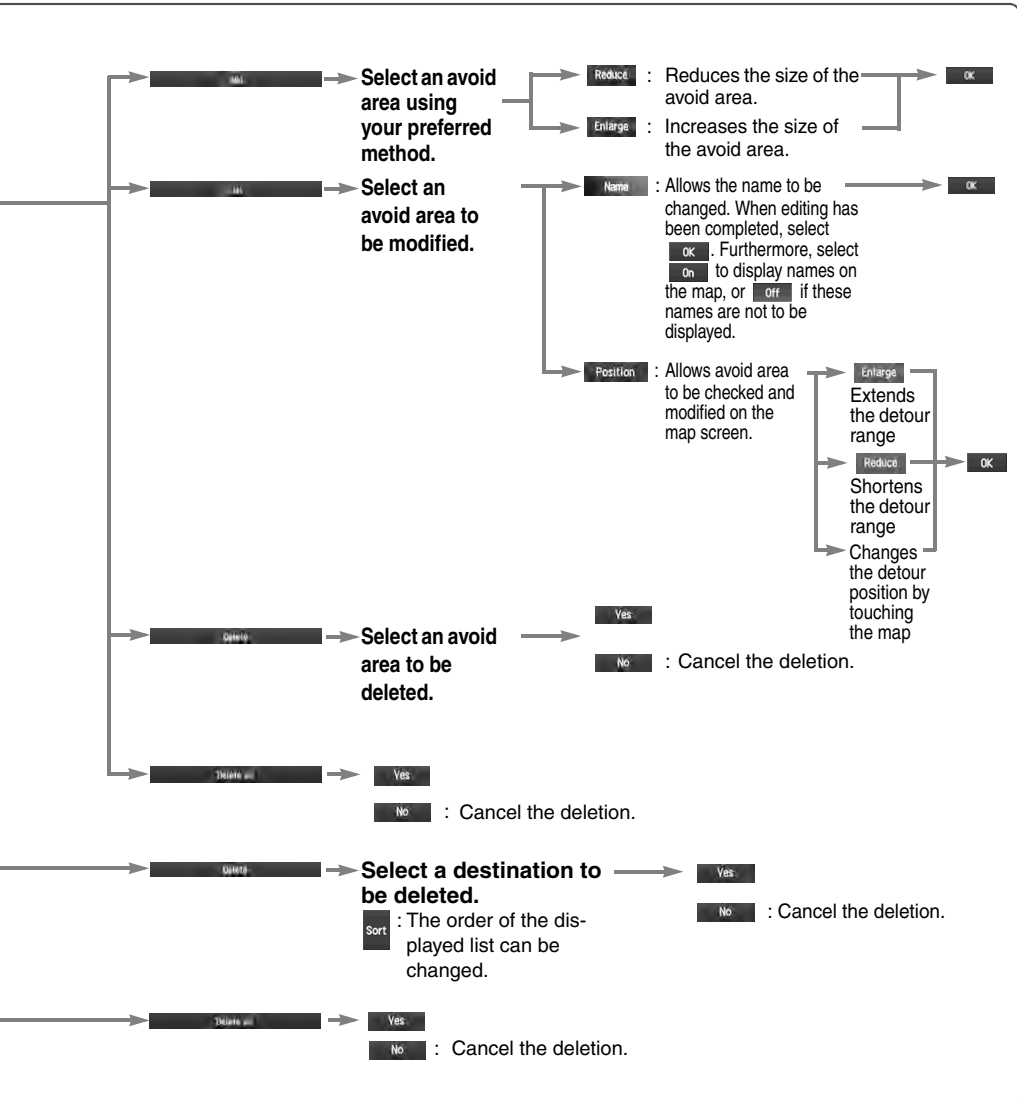 Select an avoid
area using
your preferred
method.
Reduce : Reduces the size of the
avoid area.
Enlarge : Increases the size of
the avoid area.
OK
Select an
avoid area to
be modified.
Name : Allows the name to be
changed. When editing has
been completed, select
OK . Furthermore, select
On to display names on
the map, or Off if these
names are not to be
displayed.
OK
Position : Allows avoid area
to be checked and
modified on the
map screen.
Enlarge
Extends
the detour
range
Reduce
Shortens
the detour
range
Changes
the detour
position by
touching
the map
OK
Delete
Select an avoid
area to be
deleted.
Yes
No : Cancel the deletion.
Delete all
Yes
No : Cancel the deletion.
Delete
Select a destination to
be deleted.
Sort : The order of the dis-
played list can be
changed.
Yes
No : Cancel the deletion.
Delete all
Yes
No : Cancel the deletion.